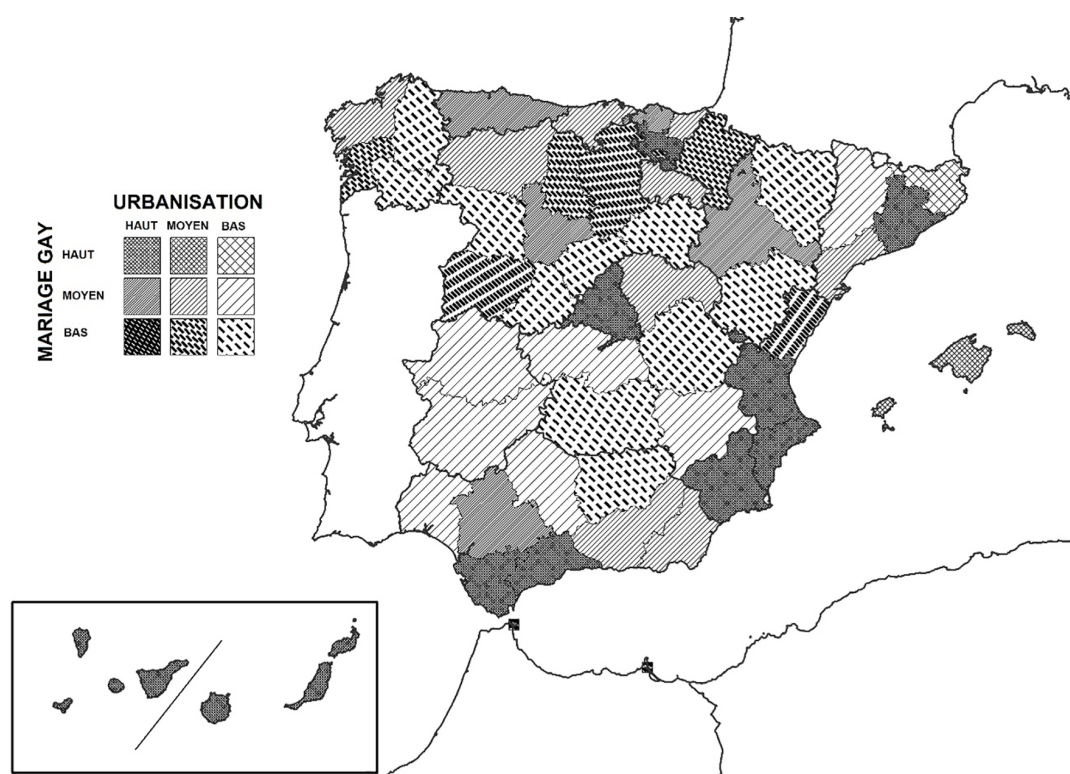 URBANISATION
HAUT MOYEN BAS
MARIAGE GAY
HAUT
MOYEN
BAS